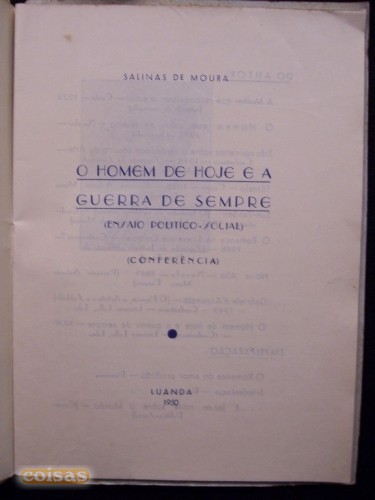 SALINAS DE MOURA
O HOMEM DE HOJE E A
GUERRA DE SEMPRE
(ENSAIO POLITICO-SOCIAL)
(CONFERÊNCIA)
LUANDA
1950
coisas